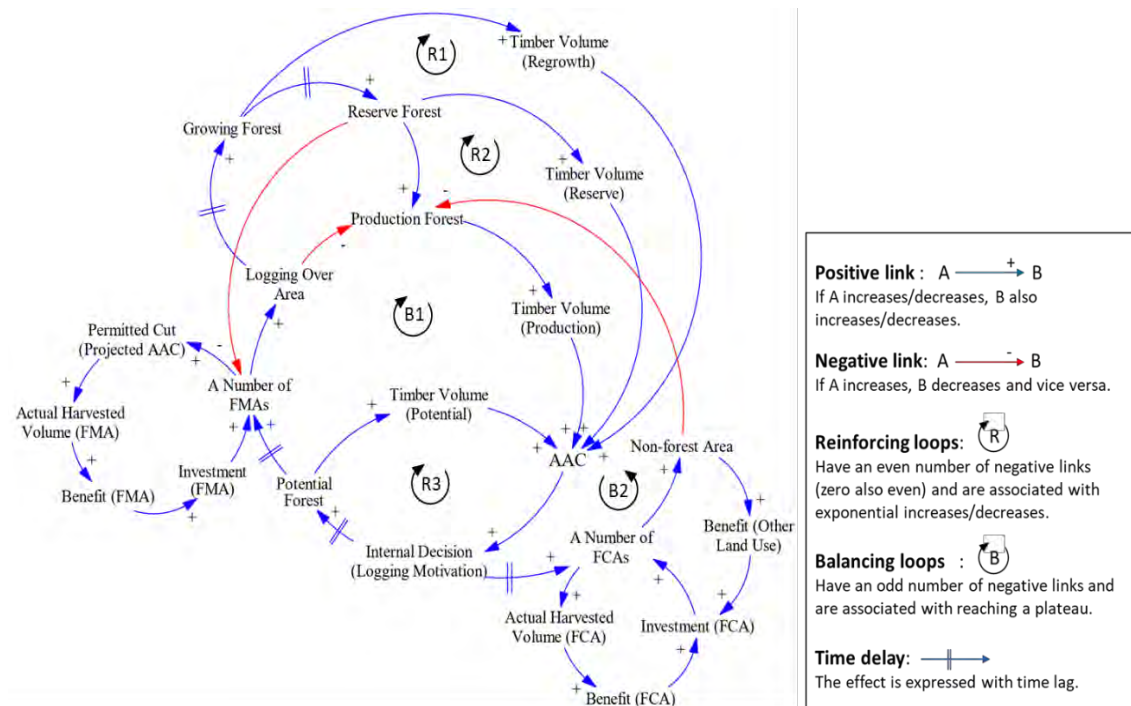 + Timber Volume
(Regrowth)
R1
+
Reserve Forest
Growing Forest
+
R2
+
Timber Volume
(Reserve)
+
-
Production Forest
-
Logging Over
Area
+
+
Timber Volume
(Production)
B1
Permitted Cut
(Projected AAC)
-
+
A Number of
FMAs
+
Timber Volume
(Potential)
+
Actual Harvested
Volume (FMA)
+
+
+
+
+
+
AAC
+
Non-forest Area
+
Benefit (FMA)
Investment
(FMA)
+
Potential
Forest
R3
B2
+
+
Benefit (Other
Land Use)
+
Internal Decision
(Logging Motivation)
+
+
A Number of
FCAs
+
+
+
Actual Harvested
Volume (FCA)
Investment (FCA)
+
+
Benefit (FCA)
Positive link : A + B
If A increases/decreases, B also
increases/decreases.
Negative link: A - B
If A increases, B decreases and vice versa.
Reinforcing loops: R
Have an even number of negative links
(zero also even) and are associated with
exponential increases/decreases.
Balancing loops : B
Have an odd number of negative links and
are associated with reaching a plateau.
Time delay:
The effect is expressed with time lag.